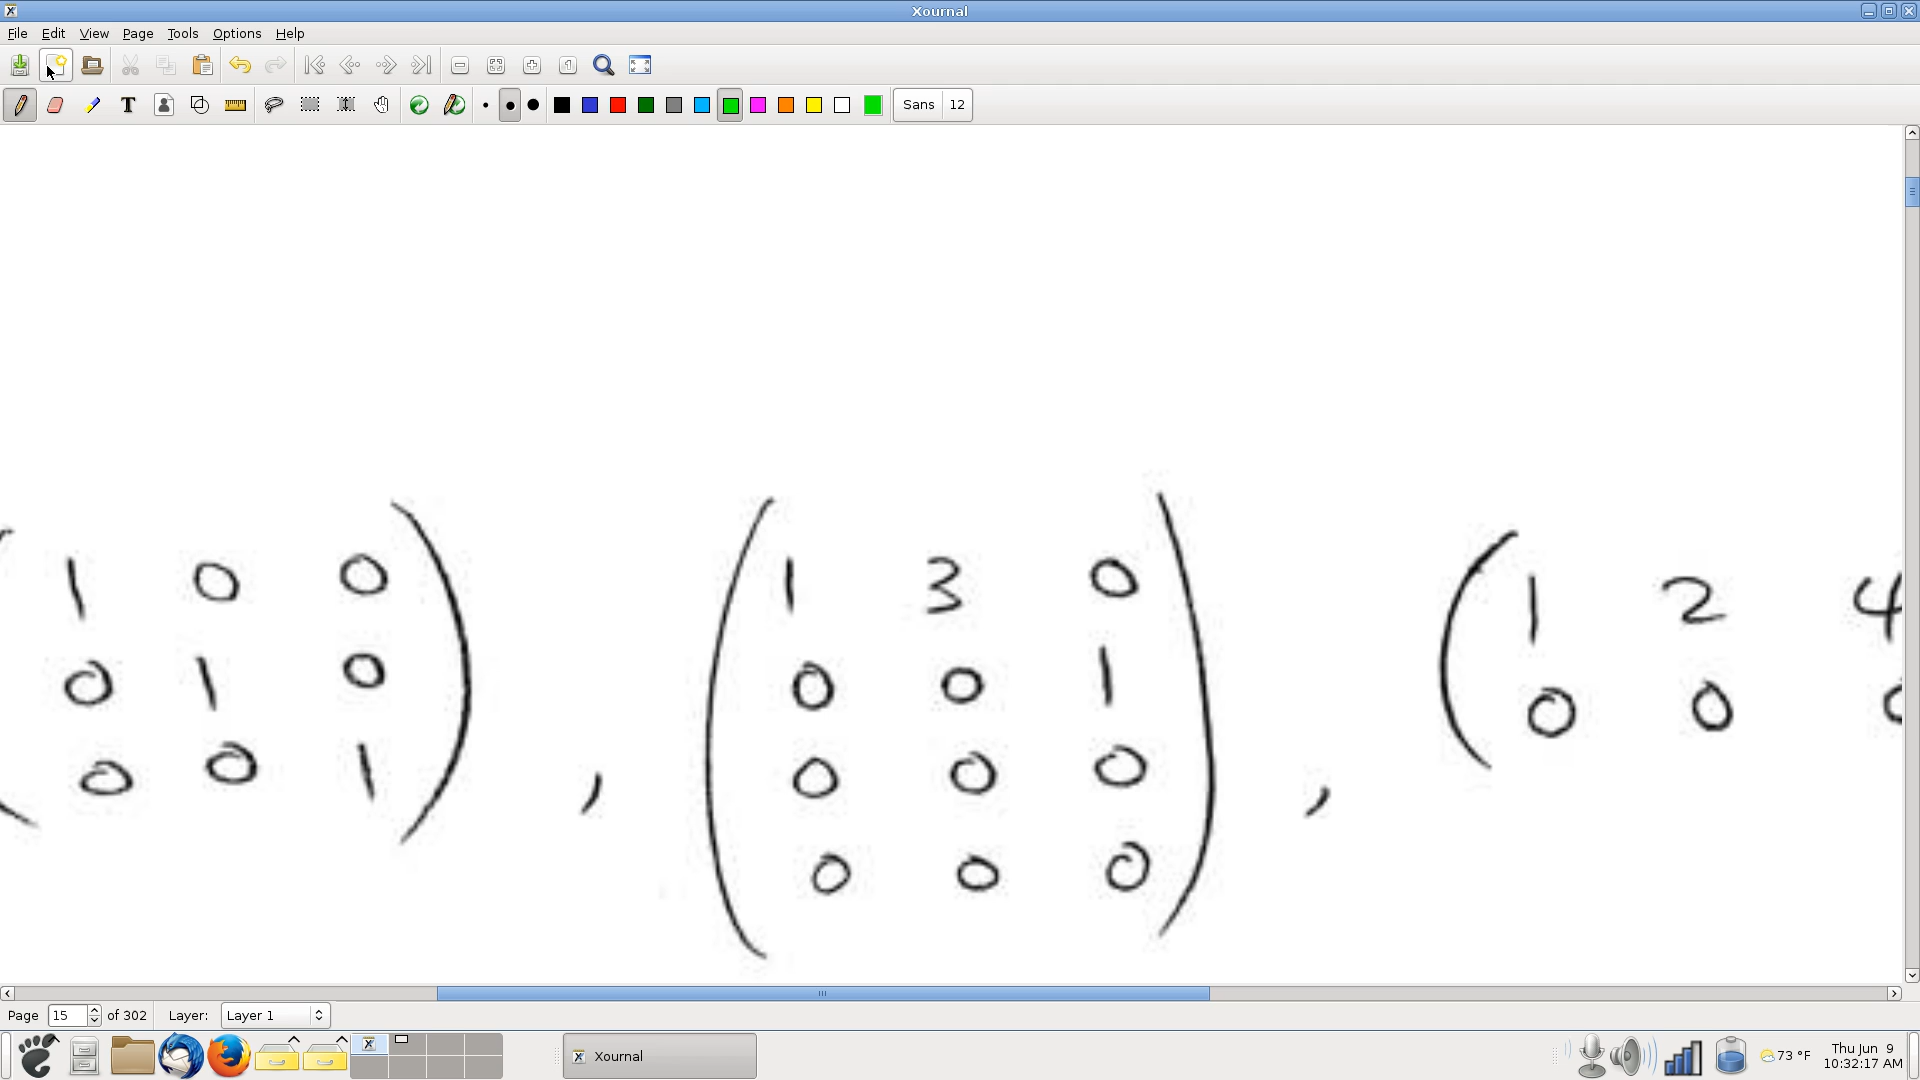 Xournal
File Edit View Page Tools Options Help
T Sans 12
1 0 0
0 1 0
0 0 1
,
1 3 0
0 0 1
0 0 0
0 0 0
,
1 2 4
0 0
Page 15 of 302 Layer: Layer 1
Xournal
73 °F
Thu Jun 9
10:32:17 AM